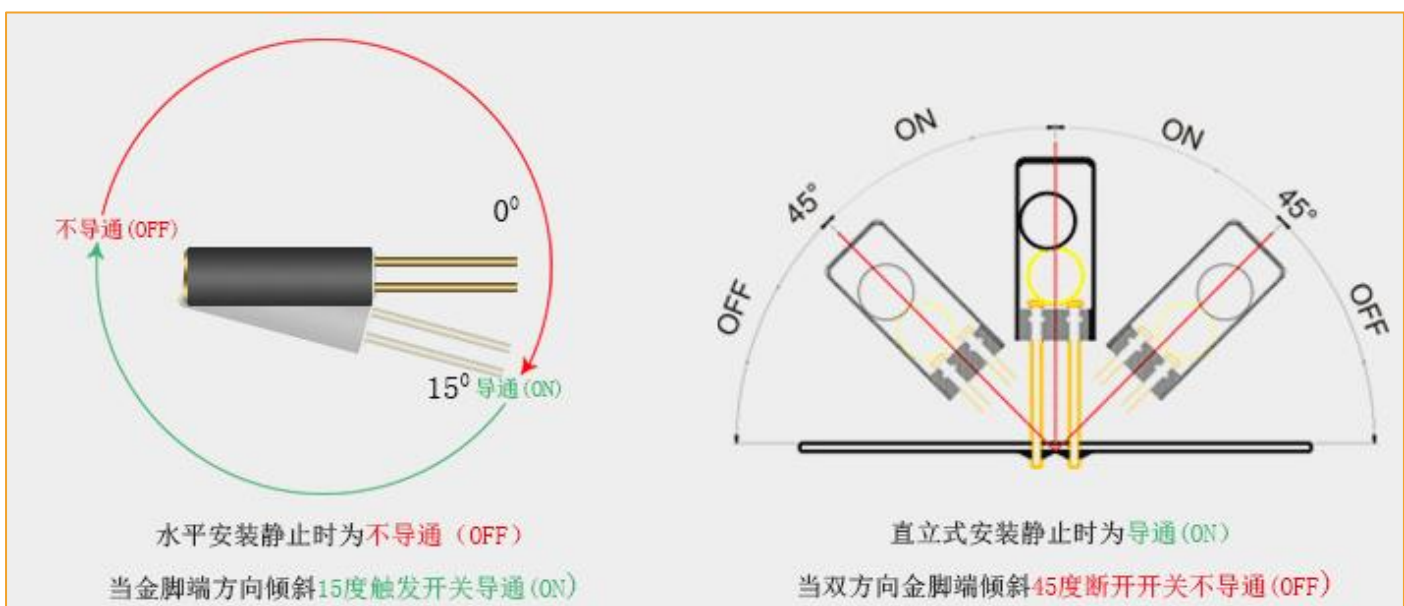 0⁰
不导通(OFF)
15⁰ 导通(ON)
水平安装静止时为不导通（OFF）
当金脚端方向倾斜15度触发开关导通(ON)
ON
ON
45°
45°
OFF
OFF
直立式安装静止时为导通(ON)
当双方向金脚端倾斜45度断开开关不导通(OFF)